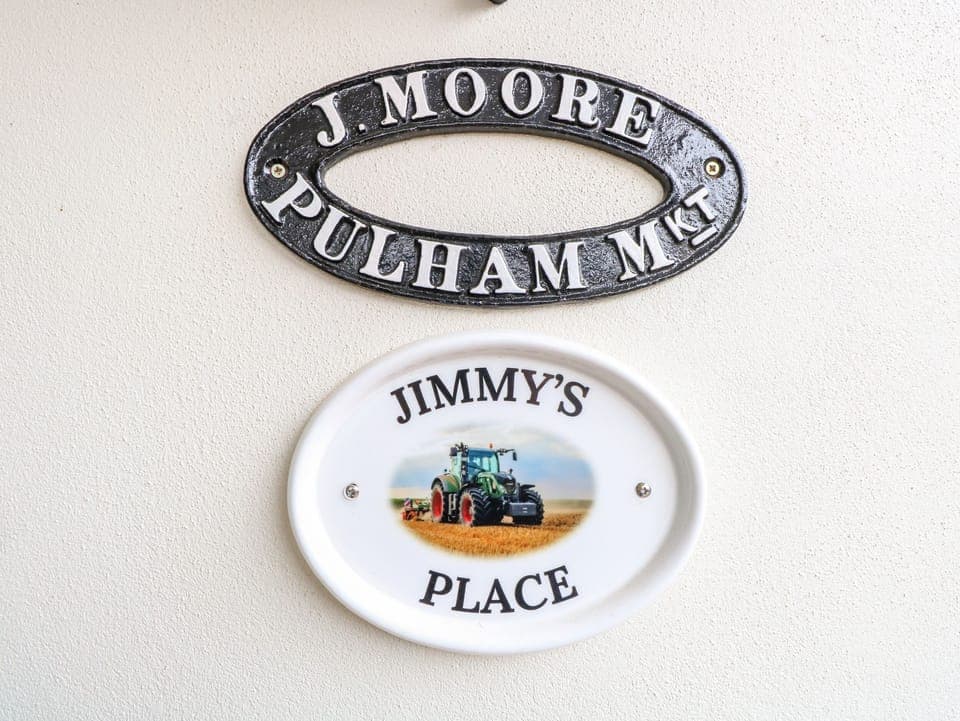 J. MOORE
PULHAM MKT
JIMMY'S
PLACE